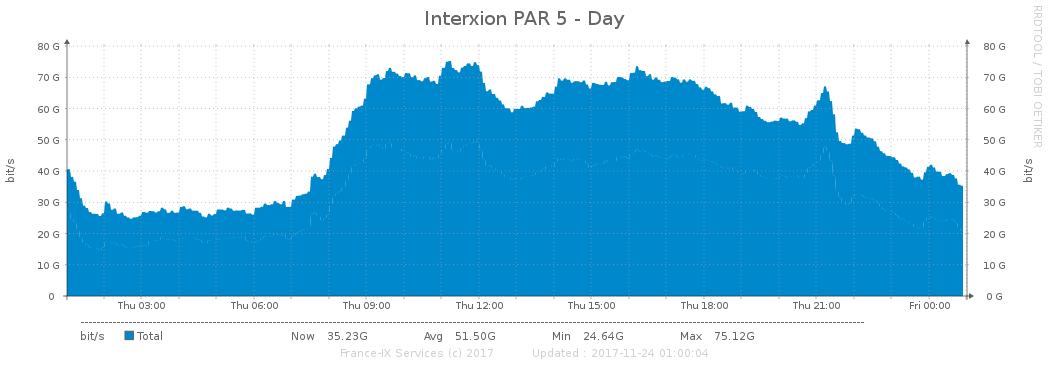 Interxion PAR 5 - Day
RRDTOOL / TOBI OETIKER
80 G 80 G
70 G 70 G
60 G 60 G
50 G 50 G
40 G 40 G
30 G 30 G
20 G 20 G
10 G 10 G
0 0 G
bit/s bit/s
Thu 03:00 Thu 06:00 Thu 09:00 Thu 12:00 Thu 15:00 Thu 18:00 Thu 21:00 Fri 00:00
bit/s Total Now 35.23G Avg 51.50G Min 24.64G Max 75.12G
France-IX Services (c) 2017 Updated : 2017-11-24 01:00:04